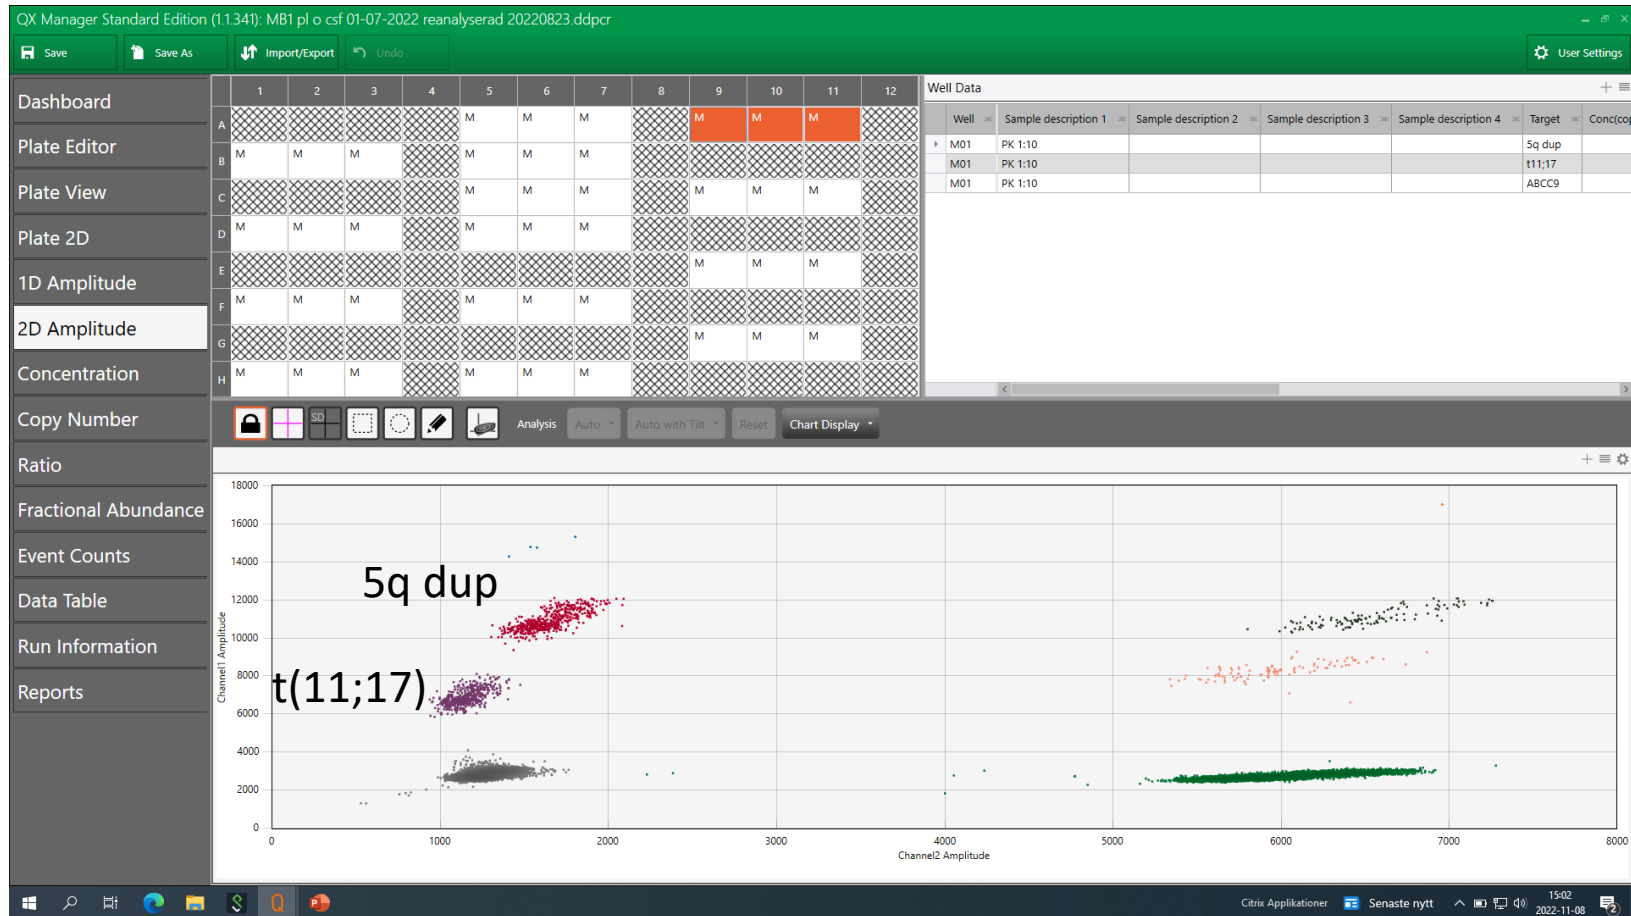 QX Manager Standard Edition (1.1.341): MB1 pl o csf 01-07-2022 reanalyserad 20220823.ddpcr
Save Save As Import/Export Undo User Settings
Dashboard
Plate Editor
Plate View
Plate 2D
1D Amplitude
2D Amplitude
Concentration
Copy Number
Ratio
Fractional Abundance
Event Counts
Data Table
Run Information
Reports
1 2 3 4 5 6 7 8 9 10 11 12
A M M M M M M
B M M M M M M
C M M M M M M
D M M M M M M
E M M M
F M M M M M M
G M M M
H M M M M M M
Well Data
Well Sample description 1 Sample description 2 Sample description 3 Sample description 4 Target Conc(cop
M01 PK 1:10 5q dup
M01 PK 1:10 t11;17
M01 PK 1:10 ABCC9
SD Analysis Auto Auto with Tilt Reset Chart Display
18000
16000
14000
12000
10000
8000
6000
4000
2000
0
Channel1 Amplitude
5q dup
t(11;17)
0 1000 2000 3000 4000 5000 6000 7000 8000
Channel2 Amplitude
Citrix Applikationer Senaste nytt 15:02
2022-11-08 2